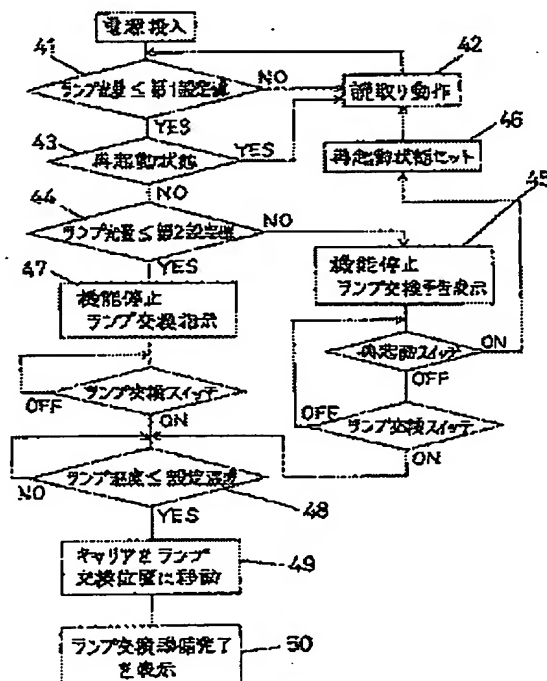 電源投入
41
ランプ光量≦第1設定値
NO
42
読取り動作
YES
43
再起動状態
YES
46
再起動状態セット
NO
44
ランプ光量≦第2設定値
NO
45
YES
47
機能停止
ランプ交換指示
機能停止
ランプ交換予告表示
再起動スイッチ
ON
OFF
ランプ交換スイッチ
OFF
ON
ランプ交換スイッチ
OFF
ON
ランプ温度≦設定温度
NO
48
YES
キャリアをランプ
交換位置に移動
49
ランプ交換準備完了
を表示
50